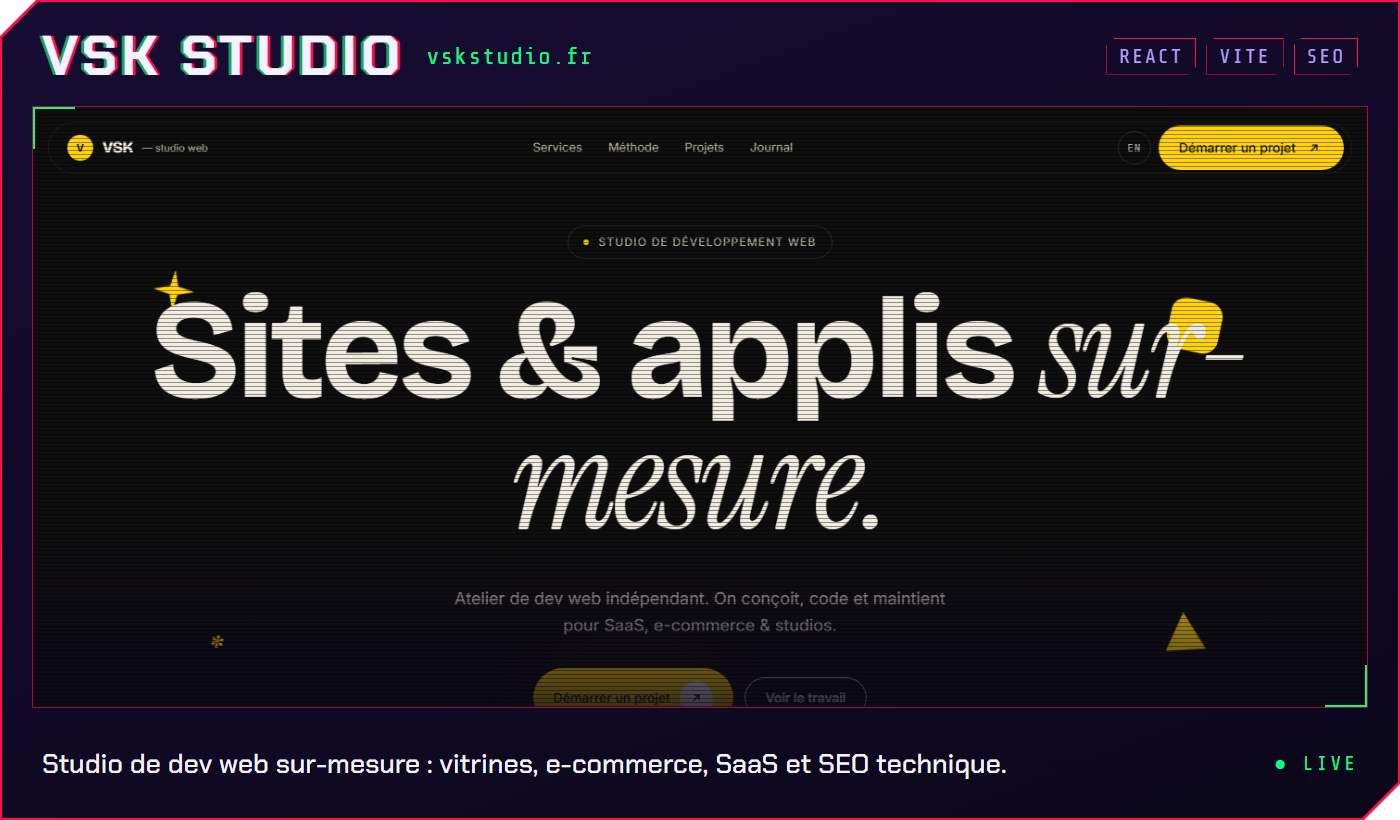 VSK STUDIO
vskstudio.fr
REACT
VITE
SEO
V
VSK
— studio web
Services
Méthode
Projets
Journal
EN
Démarrer un projet ↗
STUDIO DE DÉVELOPPEMENT WEB
Sites & applis sur-
mesure.
Atelier de dev web indépendant. On conçoit, code et maintient
pour SaaS, e-commerce & studios.
Démarrer un projet ↗
Voir le travail
Studio de dev web sur-mesure : vitrines, e-commerce, SaaS et SEO technique.
LIVE